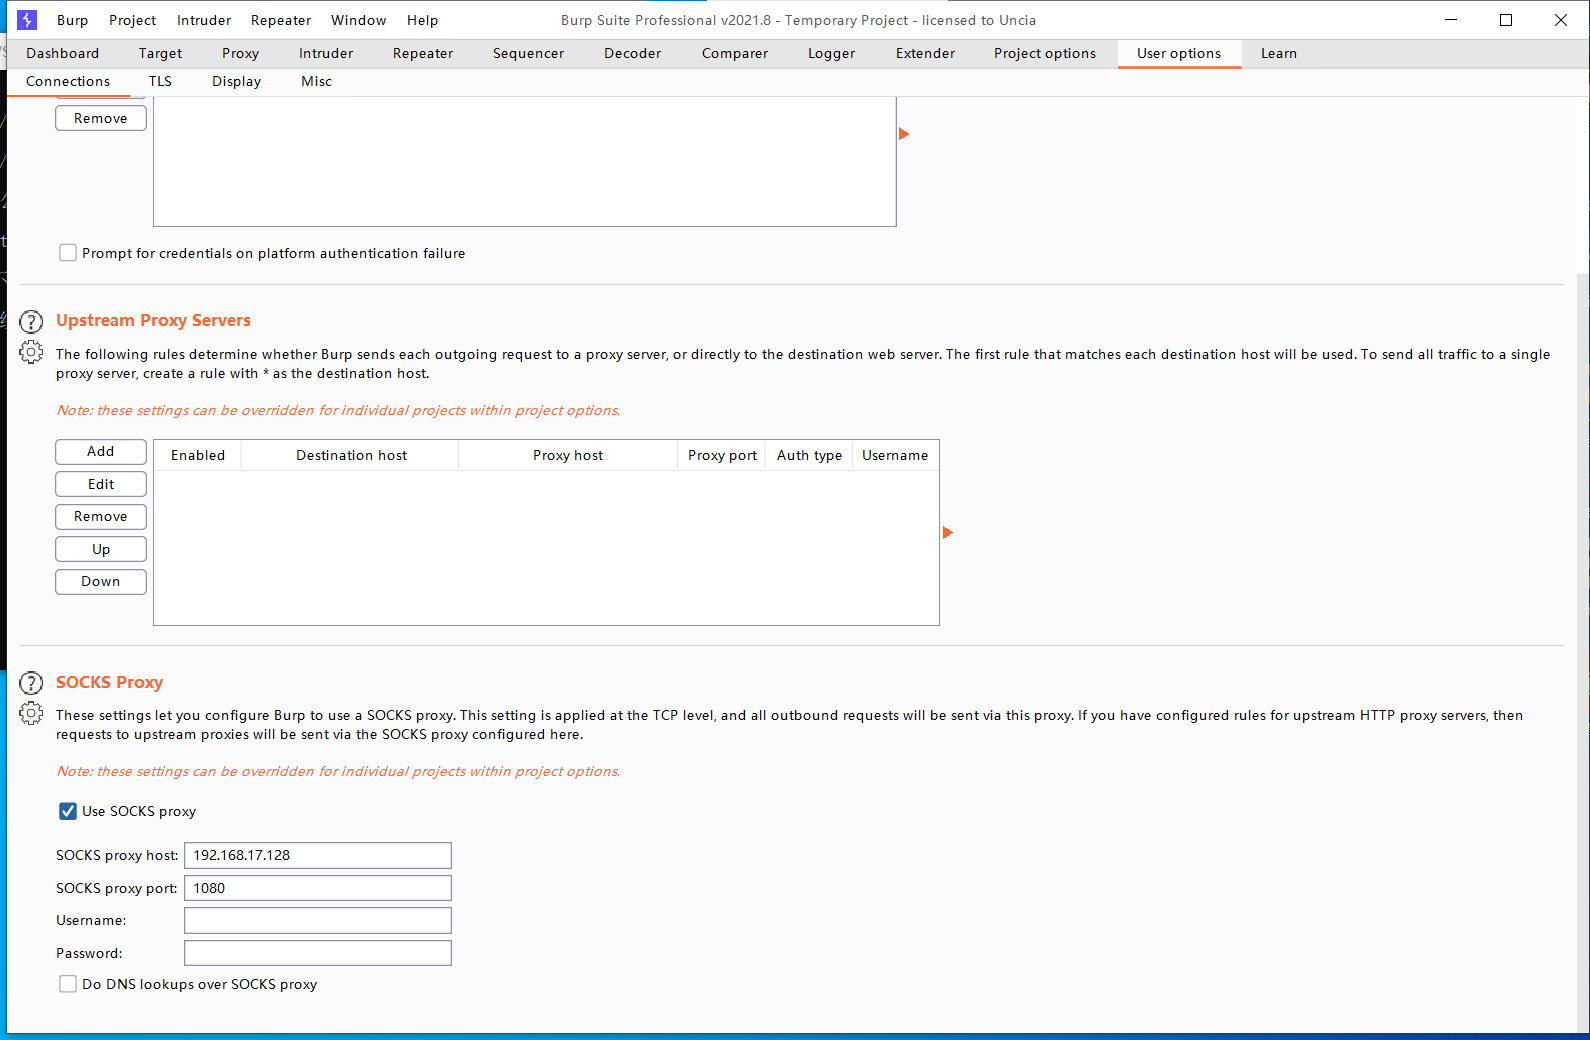 Burp Project Intruder Repeater Window Help Burp Suite Professional v2021.8 - Temporary Project - licensed to Uncia
Dashboard Target Proxy Intruder Repeater Sequencer Decoder Comparer Logger Extender Project options User options Learn
Connections TLS Display Misc
Remove
Prompt for credentials on platform authentication failure
Upstream Proxy Servers
The following rules determine whether Burp sends each outgoing request to a proxy server, or directly to the destination web server. The first rule that matches each destination host will be used. To send all traffic to a single
proxy server, create a rule with * as the destination host.
Note: these settings can be overridden for individual projects within project options.
Add
Enabled Destination host Proxy host Proxy port Auth type Username
Edit
Remove
Up
Down
SOCKS Proxy
These settings let you configure Burp to use a SOCKS proxy. This setting is applied at the TCP level, and all outbound requests will be sent via this proxy. If you have configured rules for upstream HTTP proxy servers, then
requests to upstream proxies will be sent via the SOCKS proxy configured here.
Note: these settings can be overridden for individual projects within project options.
Use SOCKS proxy
SOCKS proxy host: 192.168.17.128
SOCKS proxy port: 1080
Username:
Password:
Do DNS lookups over SOCKS proxy